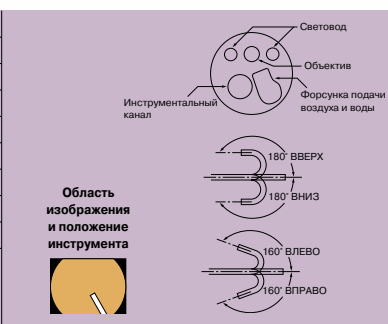 Световод
Объектив
Форсунка подачи
воздуха и воды
Инструментальный
канал
180° ВВЕРХ
180° ВНИЗ
Область
изображения
и положение
инструмента
160° ВЛЕВО
160° ВПРАВО